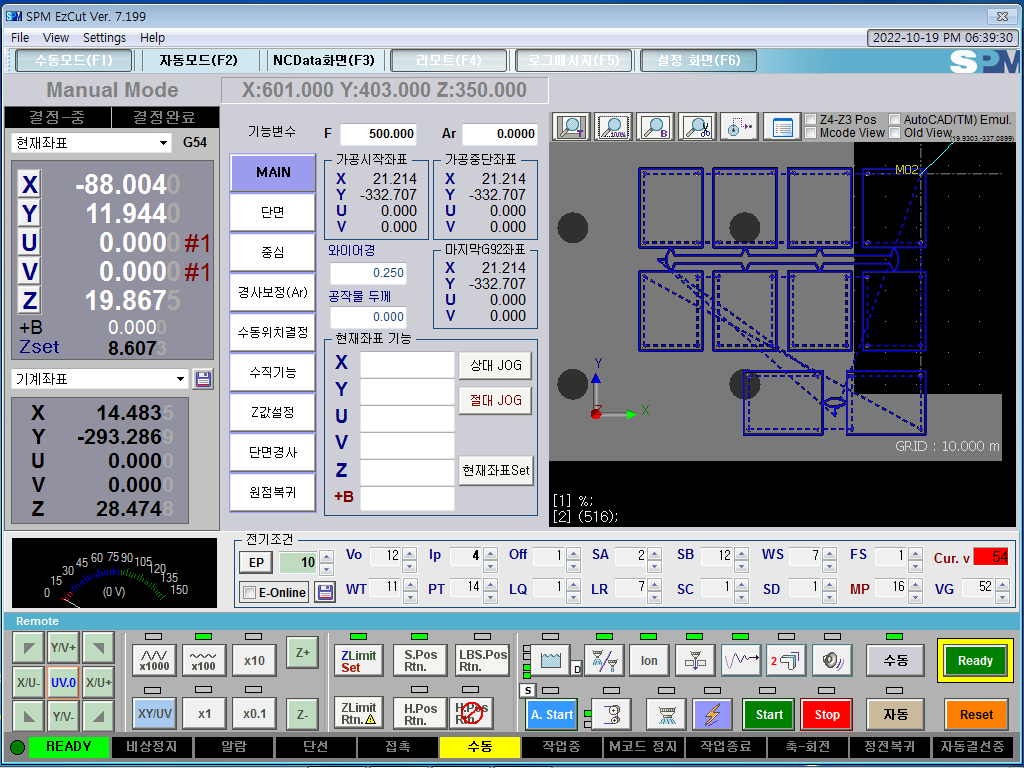 SPM EzCut Ver. 7.199
File View Settings Help
2022-10-19 PM 06:39:30
수동모드(F1) 자동모드(F2) NCData화면(F3) 리모트(F4) 로그메시지(F5) 설정 화면(F6) SPM
Manual Mode X:601.000 Y:403.000 Z:350.000
결정-중 결정완료
현재좌표 G54
X -88.0040
Y 11.9440
U 0.0000 #1
V 0.0000 #1
Z 19.8675
+B 0.0000
Zset 8.6073
기계좌표
X 14.4835
Y -293.2869
U 0.0000
V 0.0000
Z 28.4748
기능변수 F 500.000 Ar 0.0000
MAIN
단면
중심
경사보정(Ar)
수동위치결정
수직기능
Z값설정
단면경사
원점복귀
가공시작좌표
X 21.214
Y -332.707
U 0.000
V 0.000
가공중단좌표
X 21.214
Y -332.707
U 0.000
V 0.000
와이어경
0.250
공작물 두께
0.000
마지막G92좌표
X 21.214
Y -332.707
U 0.000
V 0.000
현재좌표 기능
X
Y
U
V
Z
+B
상대 JOG
절대 JOG
현재좌표Set
T 100% B
Z4-Z3 Pos AutoCAD(TM) Emul.
Mcode View Old View
(19.9303,-337.0899)
M02
Y
Z X
GRID : 10.000 m
[1] %;
[2] (516);
0 15 30 45 60 75 90 105 120 135 150
(0 V)
전기조건
EP 10 Vo 12 Ip 4 Off 1 SA 2 SB 12 WS 7 FS 1 Cur. v 54
E-Online WT 11 PT 14 LQ 1 LR 7 SC 1 SD 1 MP 16 VG 52
Remote
Y/V+
X/U- UV.0 X/U+
Y/V-
x1000 x100 x10 Z+
XY/UV x1 x0.1 Z-
ZLimit Set S.Pos Rtn. LBS.Pos Rtn.
ZLimit Rtn. H.Pos Rtn. H.Pos Rtn.
D Ion 2 수동 Ready
S A. Start Start Stop 자동 Reset
READY 비상정지 알람 단선 접촉 수동 작업중 M코드 정지 작업종료 축-회전 정전복귀 자동결선중